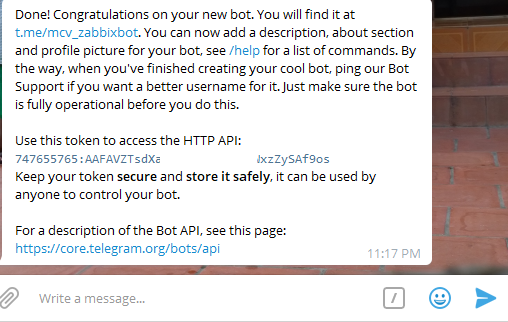 Done! Congratulations on your new bot. You will find it at
t.me/mcv_zabbixbot. You can now add a description, about section
and profile picture for your bot, see /help for a list of commands. By
the way, when you've finished creating your cool bot, ping our Bot
Support if you want a better username for it. Just make sure the bot
is fully operational before you do this.
Use this token to access the HTTP API:
747655765:AAFAVZTsdXa xzZySAf9os
Keep your token secure and store it safely, it can be used by
anyone to control your bot.
For a description of the Bot API, see this page:
https://core.telegram.org/bots/api
11:17 PM
Write a message...
/